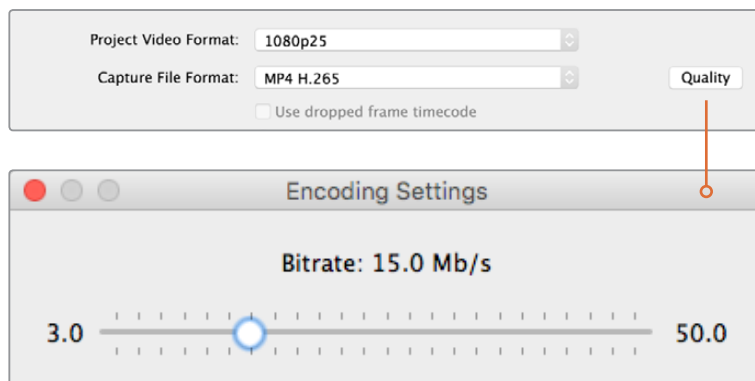 Project Video Format: 1080p25
Capture File Format: MP4 H.265 Quality
Use dropped frame timecode
Encoding Settings
Bitrate: 15.0 Mb/s
3.0 50.0